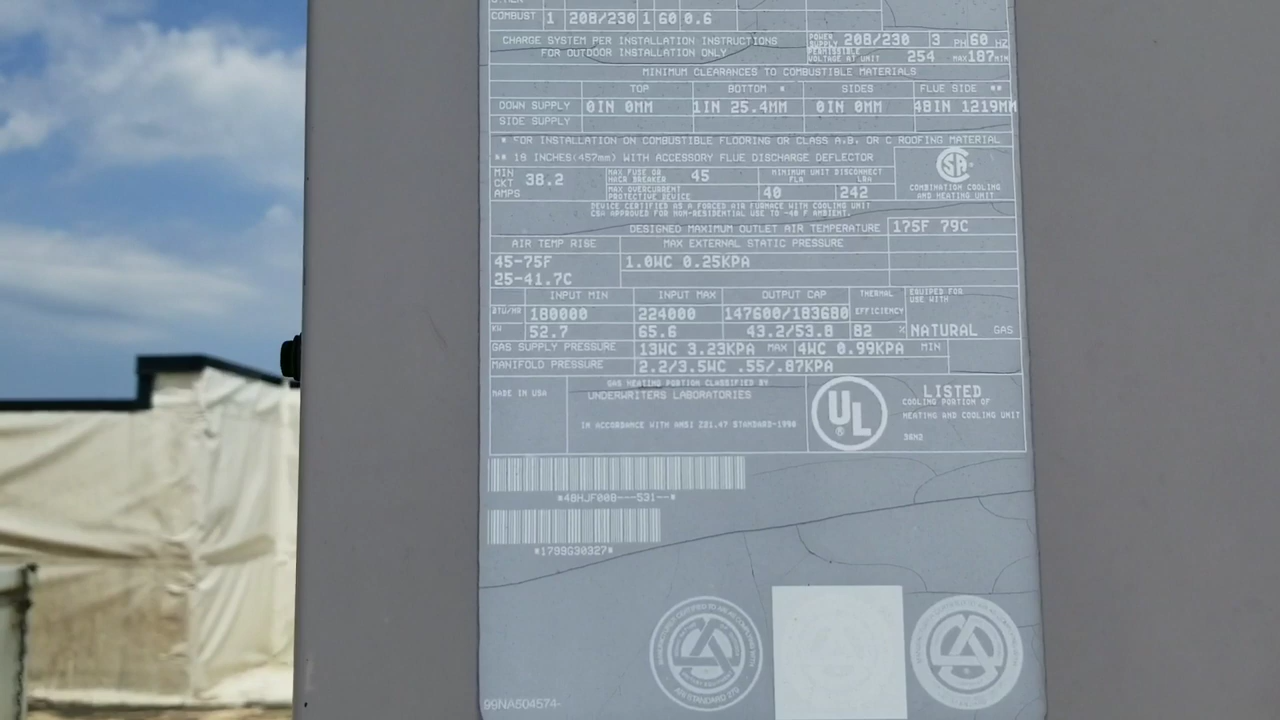 COMBUST 1 208/230 1 60 0.6
CHARGE SYSTEM PER INSTALLATION INSTRUCTIONS
FOR OUTDOOR INSTALLATION ONLY
POWER SUPPLY 208/230 3 PH 60 HZ
PERMISSIBLE VOLTAGE AT UNIT 254 MAX 187 MIN
MINIMUM CLEARANCES TO COMBUSTIBLE MATERIALS
TOP BOTTOM * SIDES FLUE SIDE **
DOWN SUPPLY 0IN 0MM 1IN 25.4MM 0IN 0MM 48IN 1219MM
SIDE SUPPLY
* FOR INSTALLATION ON COMBUSTIBLE FLOORING OR CLASS A.B. OR C ROOFING MATERIAL
** 18 INCHES(457mm) WITH ACCESSORY FLUE DISCHARGE DEFLECTOR
MIN CKT AMPS 38.2
MAX FUSE OR HACR BREAKER 45
MINIMUM UNIT DISCONNECT
FLA LRA
MAX OVERCURRENT PROTECTIVE DEVICE 40 242
COMBINATION COOLING
AND HEATING UNIT
DEVICE CERTIFIED AS A FORCED AIR FURNACE WITH COOLING UNIT
CGA APPROVED FOR NON-RESIDENTIAL USE TO -40 F AMBIENT.
DESIGNED MAXIMUM OUTLET AIR TEMPERATURE 175F 79C
AIR TEMP RISE MAX EXTERNAL STATIC PRESSURE
45-75F 1.0WC 0.25KPA
25-41.7C
INPUT MIN INPUT MAX OUTPUT CAP THERMAL EFFICIENCY EQUIPED FOR USE WITH
BTU/HR 180000 224000 147600/183680
KW 52.7 65.6 43.2/53.8 82 % NATURAL GAS
GAS SUPPLY PRESSURE 13WC 3.23KPA MAX 4WC 0.99KPA MIN
MANIFOLD PRESSURE 2.2/3.5WC .55/.87KPA
MADE IN USA
GAS HEATING PORTION CLASSIFIED BY
UNDERWRITERS LABORATORIES
IN ACCORDANCE WITH ANSI Z21.47 STANDARD-1998
UL ®
LISTED
COOLING PORTION OF
HEATING AND COOLING UNIT
*48HJF008---531--*
*1799G30327*
ARI STANDARD 270
99NA504574-